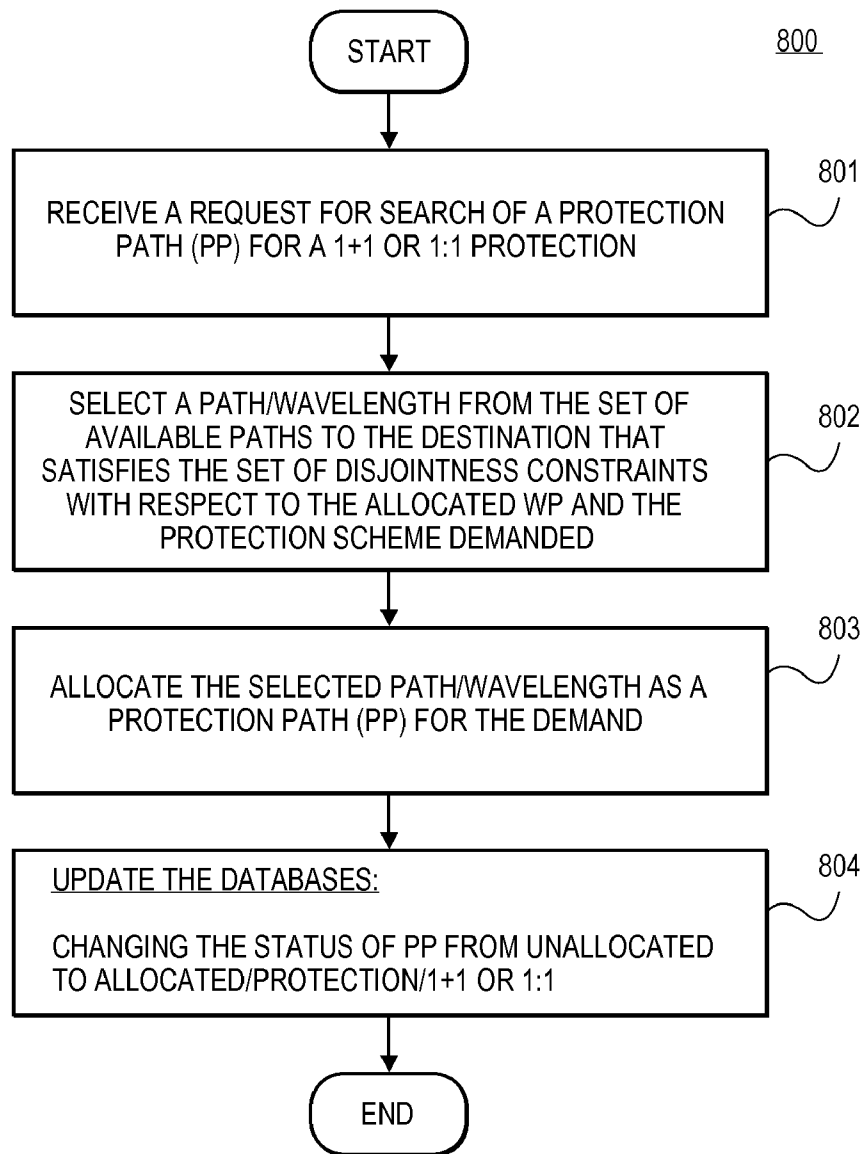 START
800
RECEIVE A REQUEST FOR SEARCH OF A PROTECTION
PATH (PP) FOR A 1+1 OR 1:1 PROTECTION
801
SELECT A PATH/WAVELENGTH FROM THE SET OF
AVAILABLE PATHS TO THE DESTINATION THAT
SATISFIES THE SET OF DISJOINTNESS CONSTRAINTS
WITH RESPECT TO THE ALLOCATED WP AND THE
PROTECTION SCHEME DEMANDED
802
ALLOCATE THE SELECTED PATH/WAVELENGTH AS A
PROTECTION PATH (PP) FOR THE DEMAND
803
UPDATE THE DATABASES:
CHANGING THE STATUS OF PP FROM UNALLOCATED
TO ALLOCATED/PROTECTION/1+1 OR 1:1
804
END